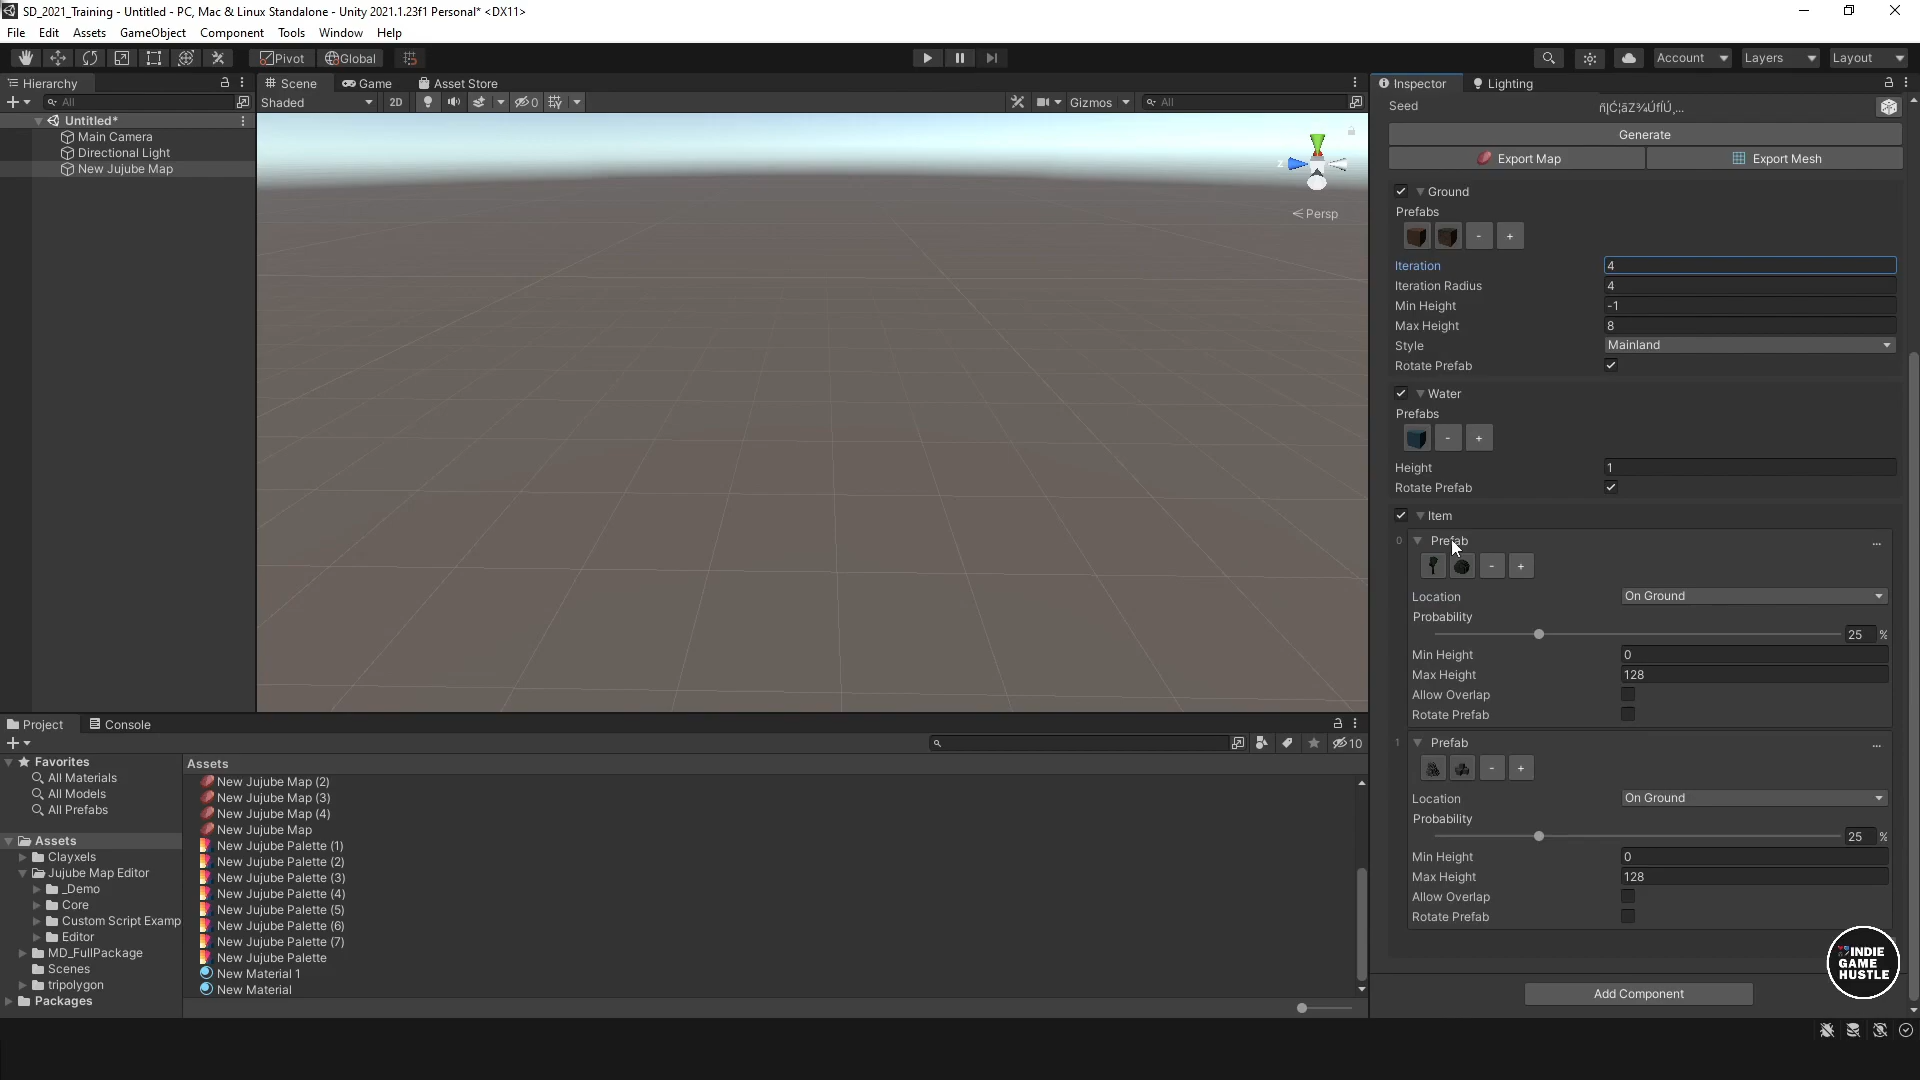 SD_2021_Training - Untitled - PC, Mac & Linux Standalone - Unity 2021.1.23f1 Personal* <DX11>
File Edit Assets GameObject Component Tools Window Help
Pivot Global Account Layers Layout
Hierarchy
All
Untitled*
Main Camera
Directional Light
New Jujube Map
Scene Game Asset Store
Shaded 2D 0 Gizmos All
Z
Persp
Inspector Lighting
Seed
Generate
Export Map Export Mesh
Ground
Prefabs
- +
Iteration 4
Iteration Radius 4
Min Height -1
Max Height 8
Style Mainland
Rotate Prefab
Water
Prefabs
- +
Height 1
Rotate Prefab
Item
0 Prefab ...
- +
Location On Ground
Probability
25 %
Min Height 0
Max Height 128
Allow Overlap
Rotate Prefab
1 Prefab ...
- +
Location On Ground
Probability
25 %
Min Height 0
Max Height 128
Allow Overlap
Rotate Prefab
Add Component
INDIE
GAME
HUSTLE
Project Console
10
Favorites
All Materials
All Models
All Prefabs
Assets
Clayxels
Jujube Map Editor
_Demo
Core
Custom Script Examp
Editor
MD_FullPackage
Scenes
tripolygon
Packages
Assets
New Jujube Map (2)
New Jujube Map (3)
New Jujube Map (4)
New Jujube Map
New Jujube Palette (1)
New Jujube Palette (2)
New Jujube Palette (3)
New Jujube Palette (4)
New Jujube Palette (5)
New Jujube Palette (6)
New Jujube Palette (7)
New Jujube Palette
New Material 1
New Material